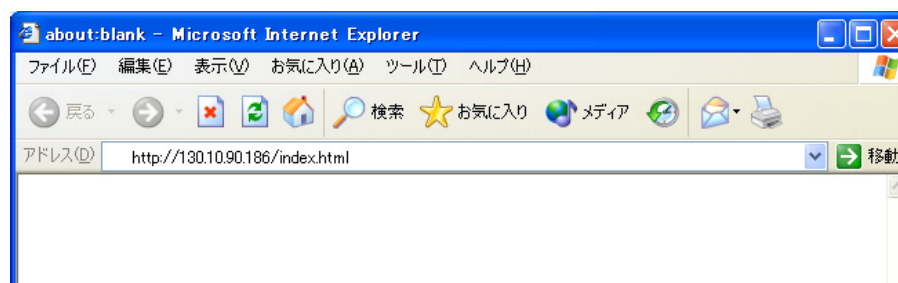 about:blank - Microsoft Internet Explorer
ファイル(F) 編集(E) 表示(V) お気に入り(A) ツール(T) ヘルプ(H)
戻る 検索 お気に入り メディア
アドレス(D) http://130.10.90.186/index.html 移動